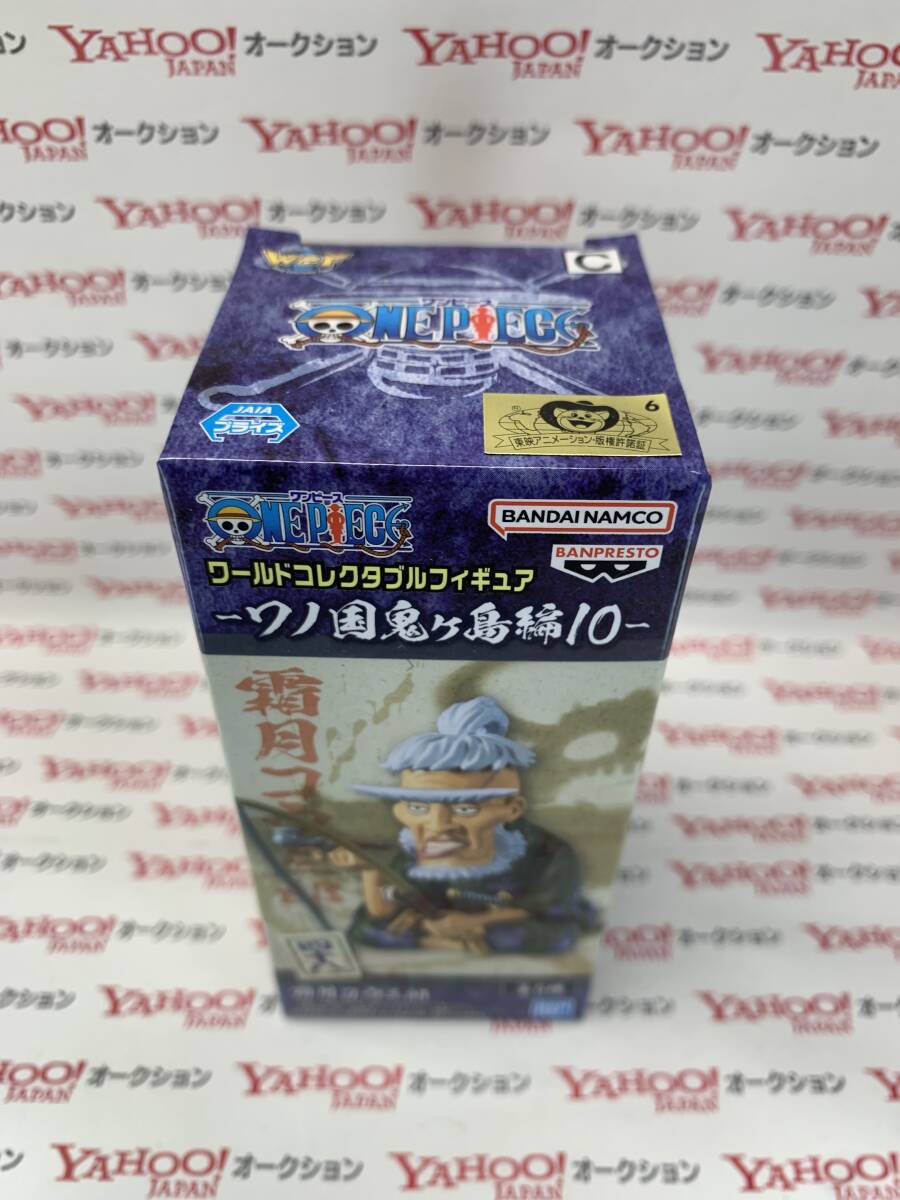 WCF
C
ワンピース
ONE PIECE
JAIA
プライズ
6
東映アニメーション・版権許諾証
ワンピース
ONE PIECE
BANDAI NAMCO
BANPRESTO
ワールドコレクタブルフィギュア
-ワノ国鬼ヶ島編10-
霜月コ
YAHOO!
JAPAN
オークション